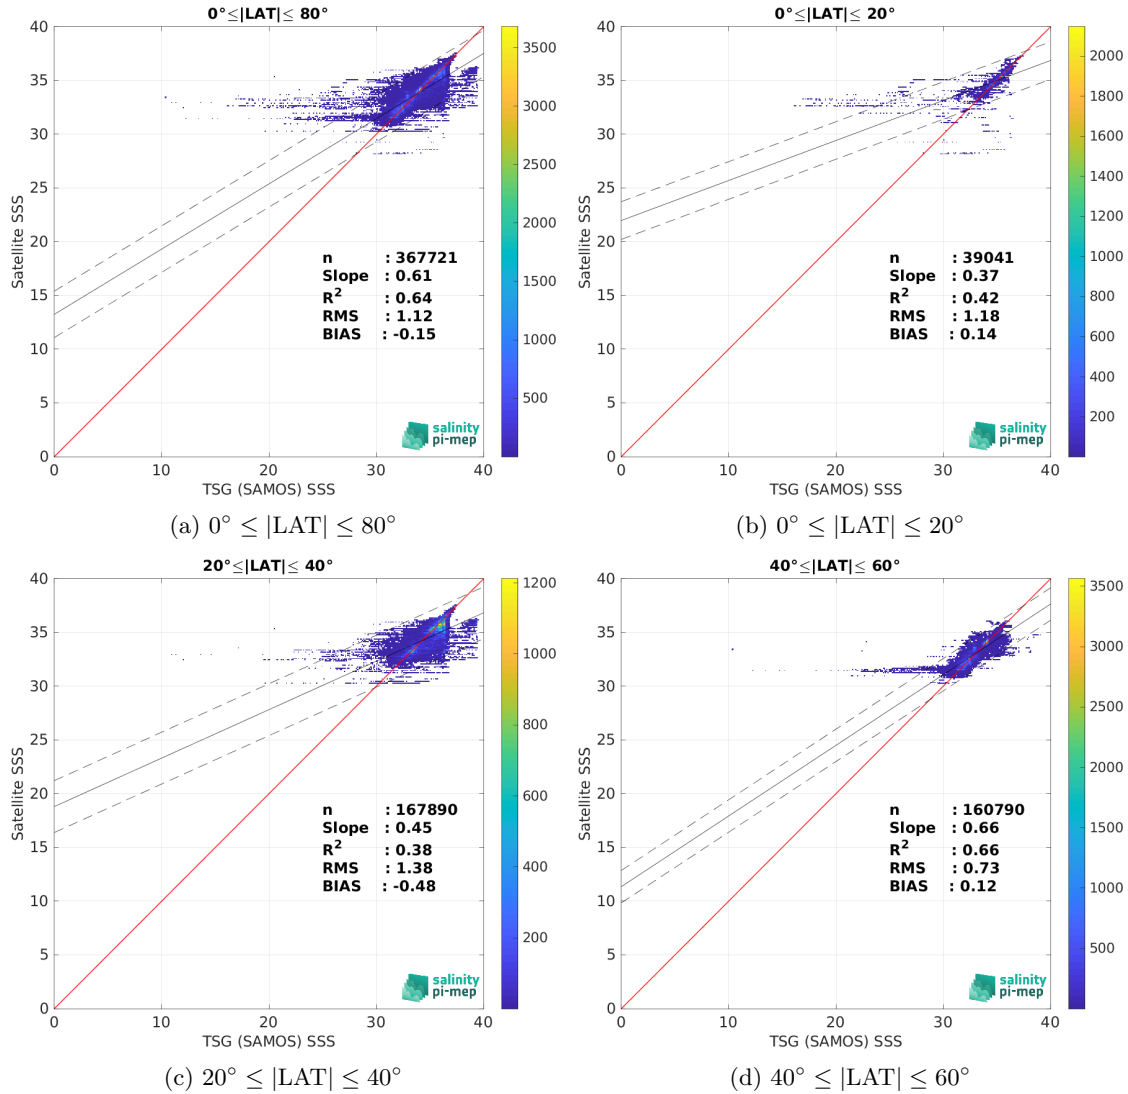 0°≤|LAT|≤ 80°
40
35
30
25
20
15
10
5
0
Satellite SSS
0
10
20
30
40
TSG (SAMOS) SSS
n : 367721
Slope : 0.61
R² : 0.64
RMS : 1.12
BIAS : -0.15
salinity
pi-mep
3500
3000
2500
2000
1500
1000
500
(a) 0° ≤ |LAT| ≤ 80°
0°≤|LAT|≤ 20°
40
35
30
25
20
15
10
5
0
Satellite SSS
0
10
20
30
40
TSG (SAMOS) SSS
n : 39041
Slope : 0.37
R² : 0.42
RMS : 1.18
BIAS : 0.14
salinity
pi-mep
2000
1800
1600
1400
1200
1000
800
600
400
200
(b) 0° ≤ |LAT| ≤ 20°
20°≤|LAT|≤ 40°
40
35
30
25
20
15
10
5
0
Satellite SSS
0
10
20
30
40
TSG (SAMOS) SSS
n : 167890
Slope : 0.45
R² : 0.38
RMS : 1.38
BIAS : -0.48
salinity
pi-mep
1200
1000
800
600
400
200
(c) 20° ≤ |LAT| ≤ 40°
40°≤|LAT|≤ 60°
40
35
30
25
20
15
10
5
0
Satellite SSS
0
10
20
30
40
TSG (SAMOS) SSS
n : 160790
Slope : 0.66
R² : 0.66
RMS : 0.73
BIAS : 0.12
salinity
pi-mep
3500
3000
2500
2000
1500
1000
500
(d) 40° ≤ |LAT| ≤ 60°